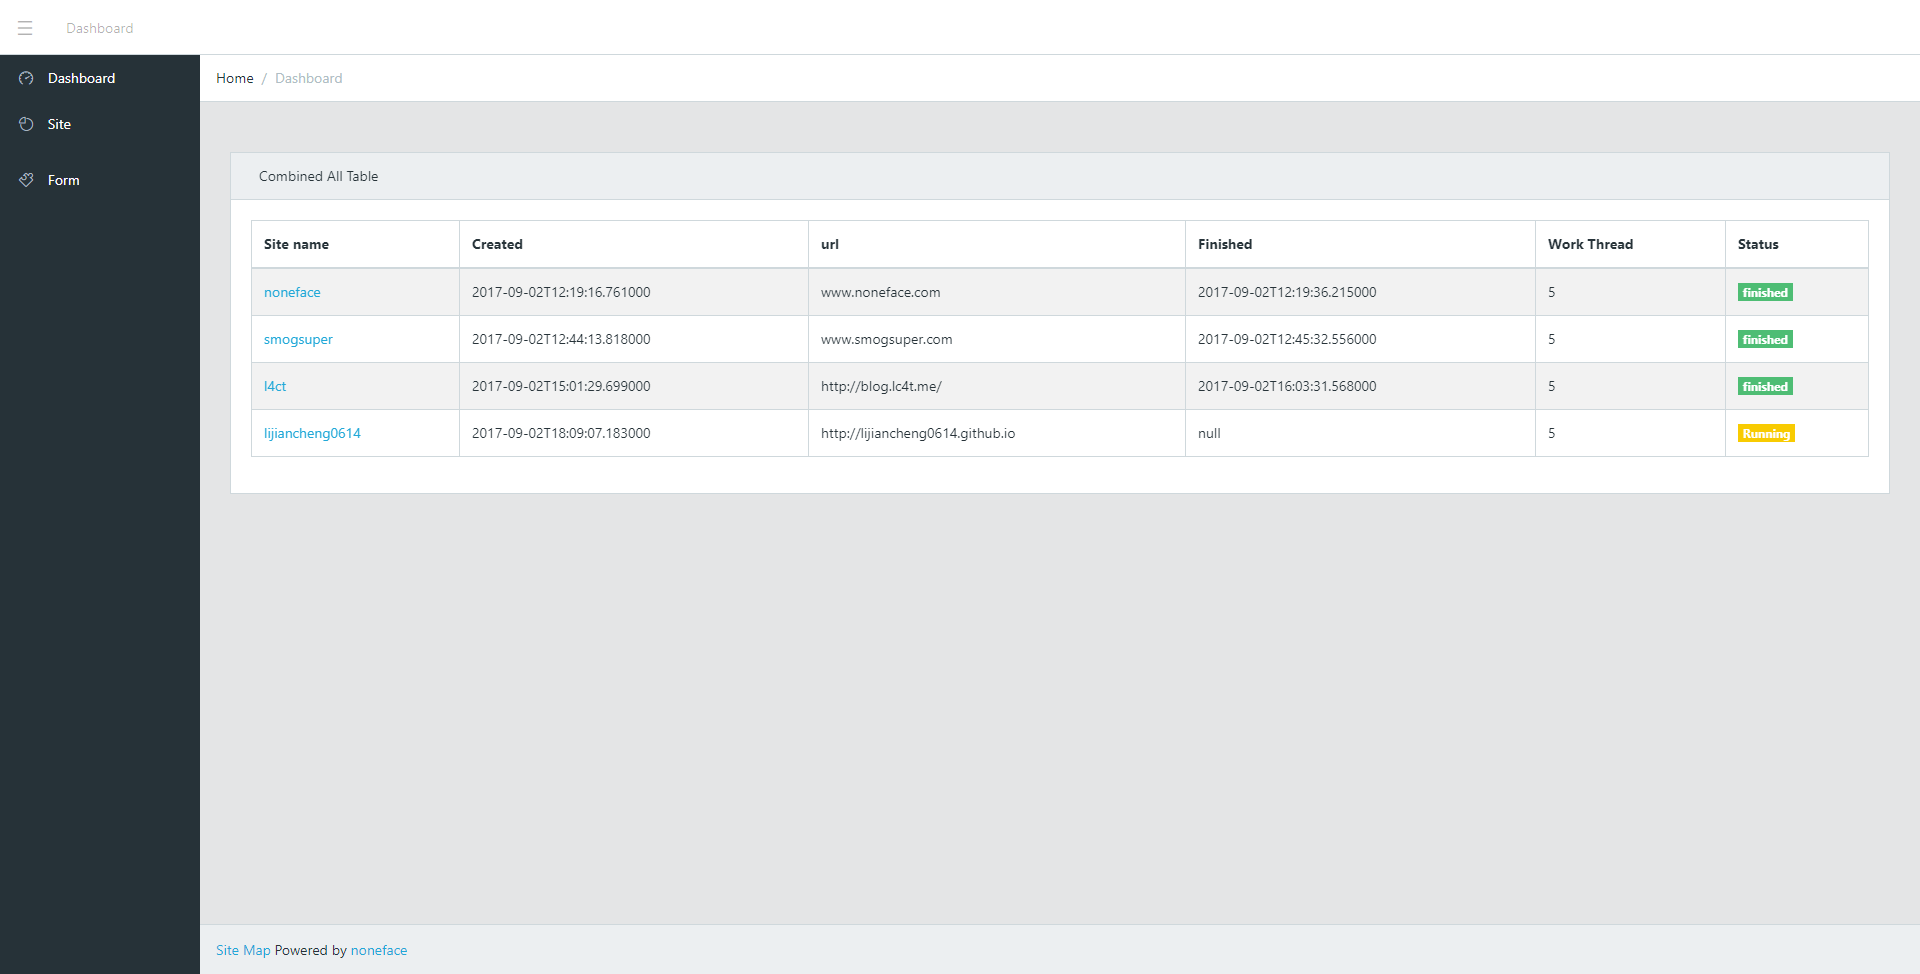 Dashboard
Dashboard
Site
Form
Home / Dashboard
Combined All Table
Site name Created url Finished Work Thread Status
noneface 2017-09-02T12:19:16.761000 www.noneface.com 2017-09-02T12:19:36.215000 5 finished
smogsuper 2017-09-02T12:44:13.818000 www.smogsuper.com 2017-09-02T12:45:32.556000 5 finished
l4ct 2017-09-02T15:01:29.699000 http://blog.lc4t.me/ 2017-09-02T16:03:31.568000 5 finished
lijiancheng0614 2017-09-02T18:09:07.183000 http://lijiancheng0614.github.io null 5 Running
Site Map Powered by noneface